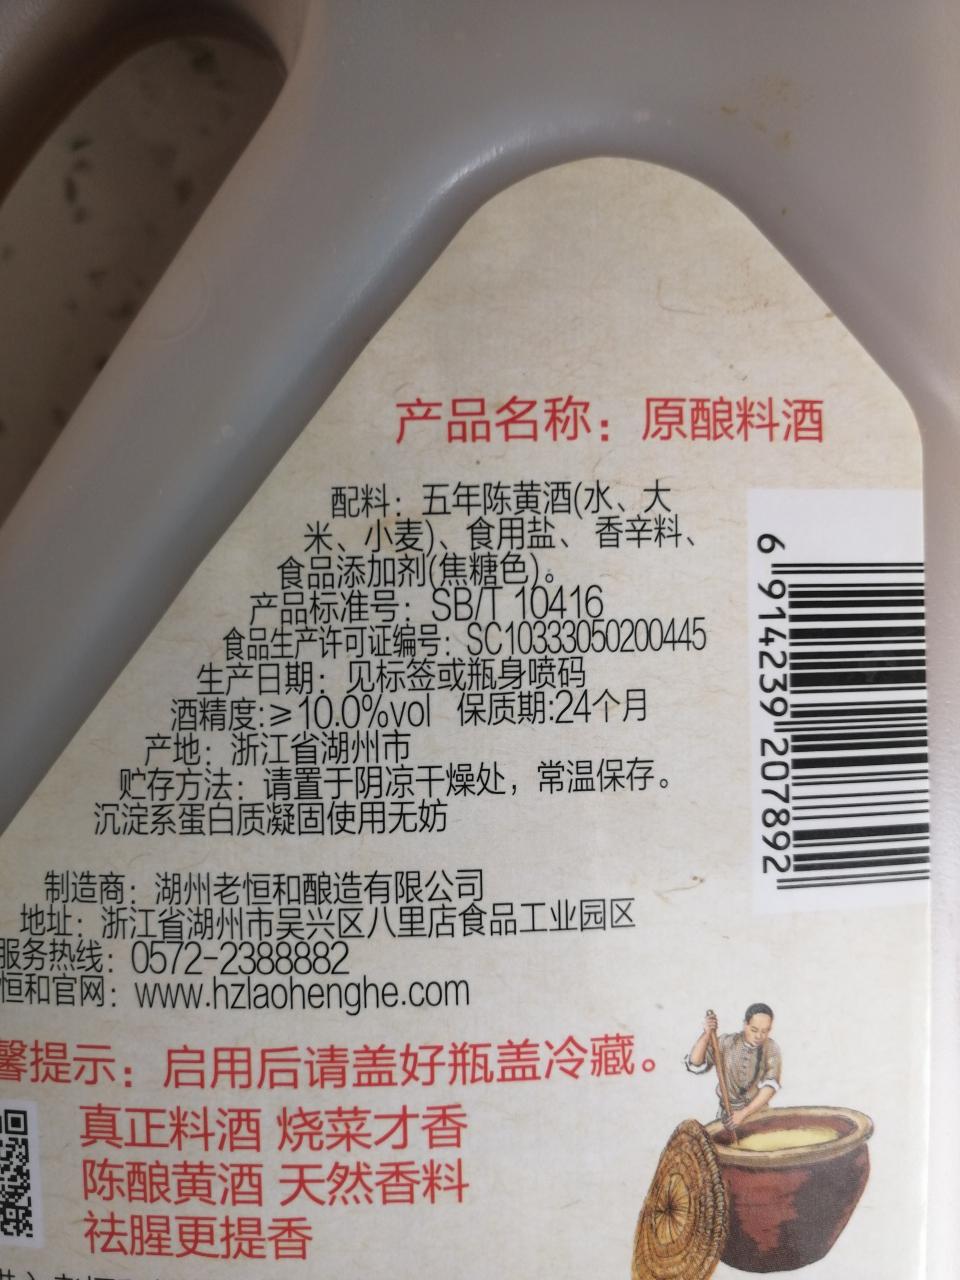 产品名称：原酿料酒
配料：五年陈黄酒(水、大
米、小麦)、食用盐、香辛料、
食品添加剂(焦糖色)。
产品标准号：SB/T 10416
食品生产许可证编号：SC10333050200445
生产日期：见标签或瓶身喷码
酒精度:≥10.0%vol 保质期:24个月
产地：浙江省湖州市
贮存方法：请置于阴凉干燥处，常温保存。
沉淀系蛋白质凝固使用无妨
6 914239 207892
制造商：湖州老恒和酿造有限公司
地址：浙江省湖州市吴兴区八里店食品工业园区
服务热线：0572-2388882
恒和官网：www.hzlaohenghe.com
馨提示：启用后请盖好瓶盖冷藏。
真正料酒 烧菜才香
陈酿黄酒 天然香料
祛腥更提香